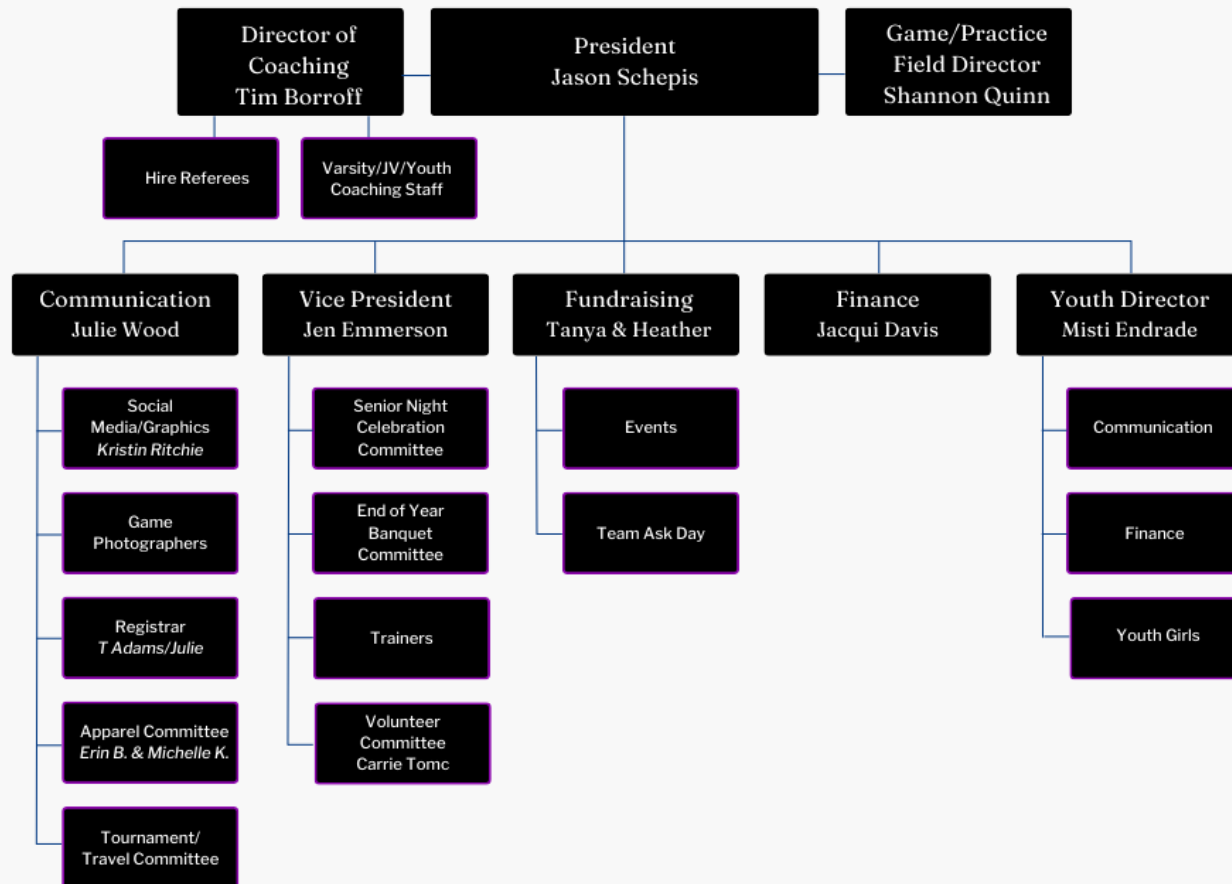 Director of
Coaching
Tim Borroff
President
Jason Schepis
Game/Practice
Field Director
Shannon Quinn
Hire Referees
Varsity/JV/Youth
Coaching Staff
Communication
Julie Wood
Vice President
Jen Emmerson
Fundraising
Tanya & Heather
Finance
Jacqui Davis
Youth Director
Misti Endrade
Social
Media/Graphics
Kristin Ritchie
Game
Photographers
Registrar
T Adams/Julie
Apparel Committee
Erin B. & Michelle K.
Tournament/
Travel Committee
Senior Night
Celebration
Committee
End of Year
Banquet
Committee
Trainers
Volunteer
Committee
Carrie Tomc
Events
Team Ask Day
Communication
Finance
Youth Girls